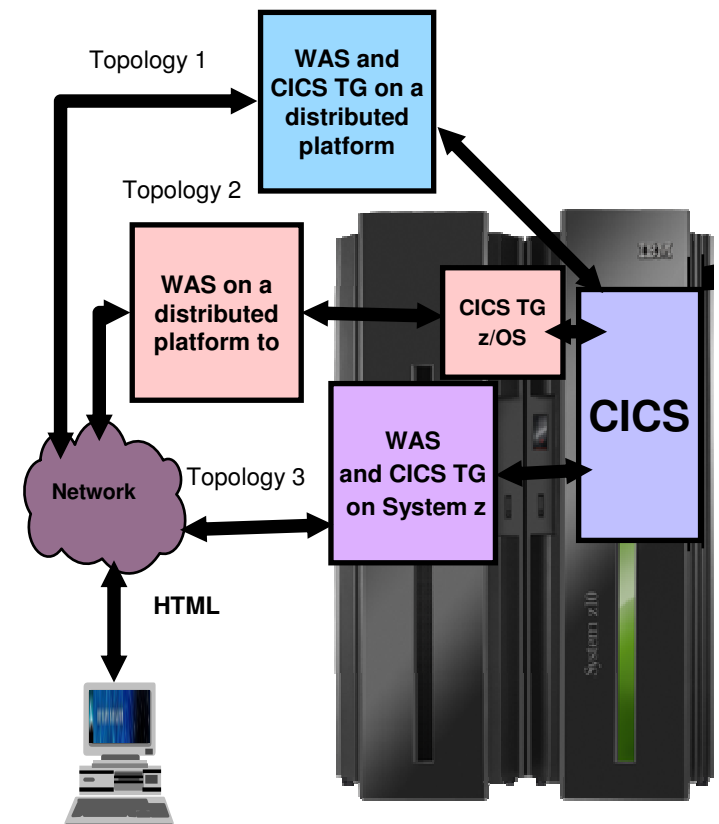 Topology 1
WAS and
CICS TG on a
distributed
platform
Topology 2
WAS on a
distributed
platform to
CICS TG
z/OS
CICS
WAS
and CICS TG
on System z
Topology 3
Network
HTML
IBM
System z10